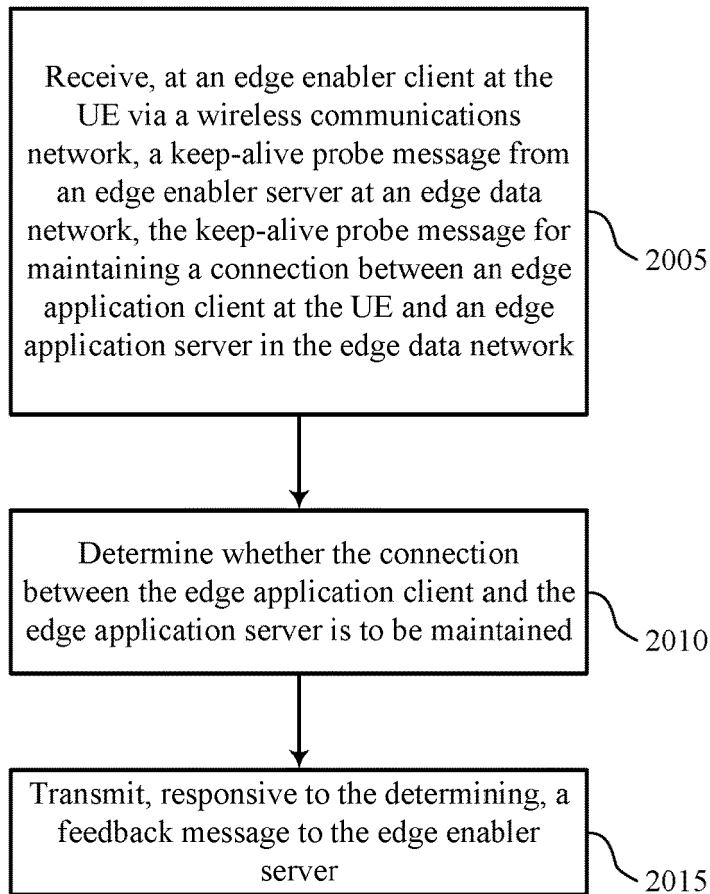 Receive, at an edge enabler client at the
UE via a wireless communications
network, a keep-alive probe message from
an edge enabler server at an edge data
network, the keep-alive probe message for
maintaining a connection between an edge
application client at the UE and an edge
application server in the edge data network
2005
Determine whether the connection
between the edge application client and the
edge application server is to be maintained
2010
Transmit, responsive to the determining, a
feedback message to the edge enabler
server
2015